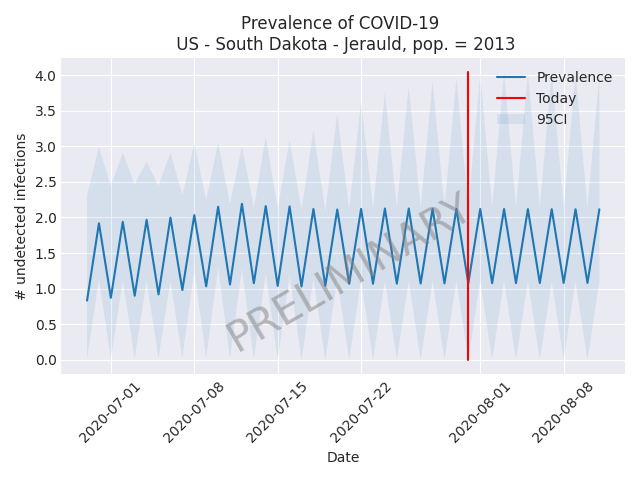 Prevalence of COVID-19
US - South Dakota - Jerauld, pop. = 2013
4.0
3.5
3.0
2.5
2.0
1.5
1.0
0.5
0.0
# undetected infections
Prevalence
Today
95CI
PRELIMINARY
2020-07-01
2020-07-08
2020-07-15
2020-07-22
2020-08-01
2020-08-08
Date